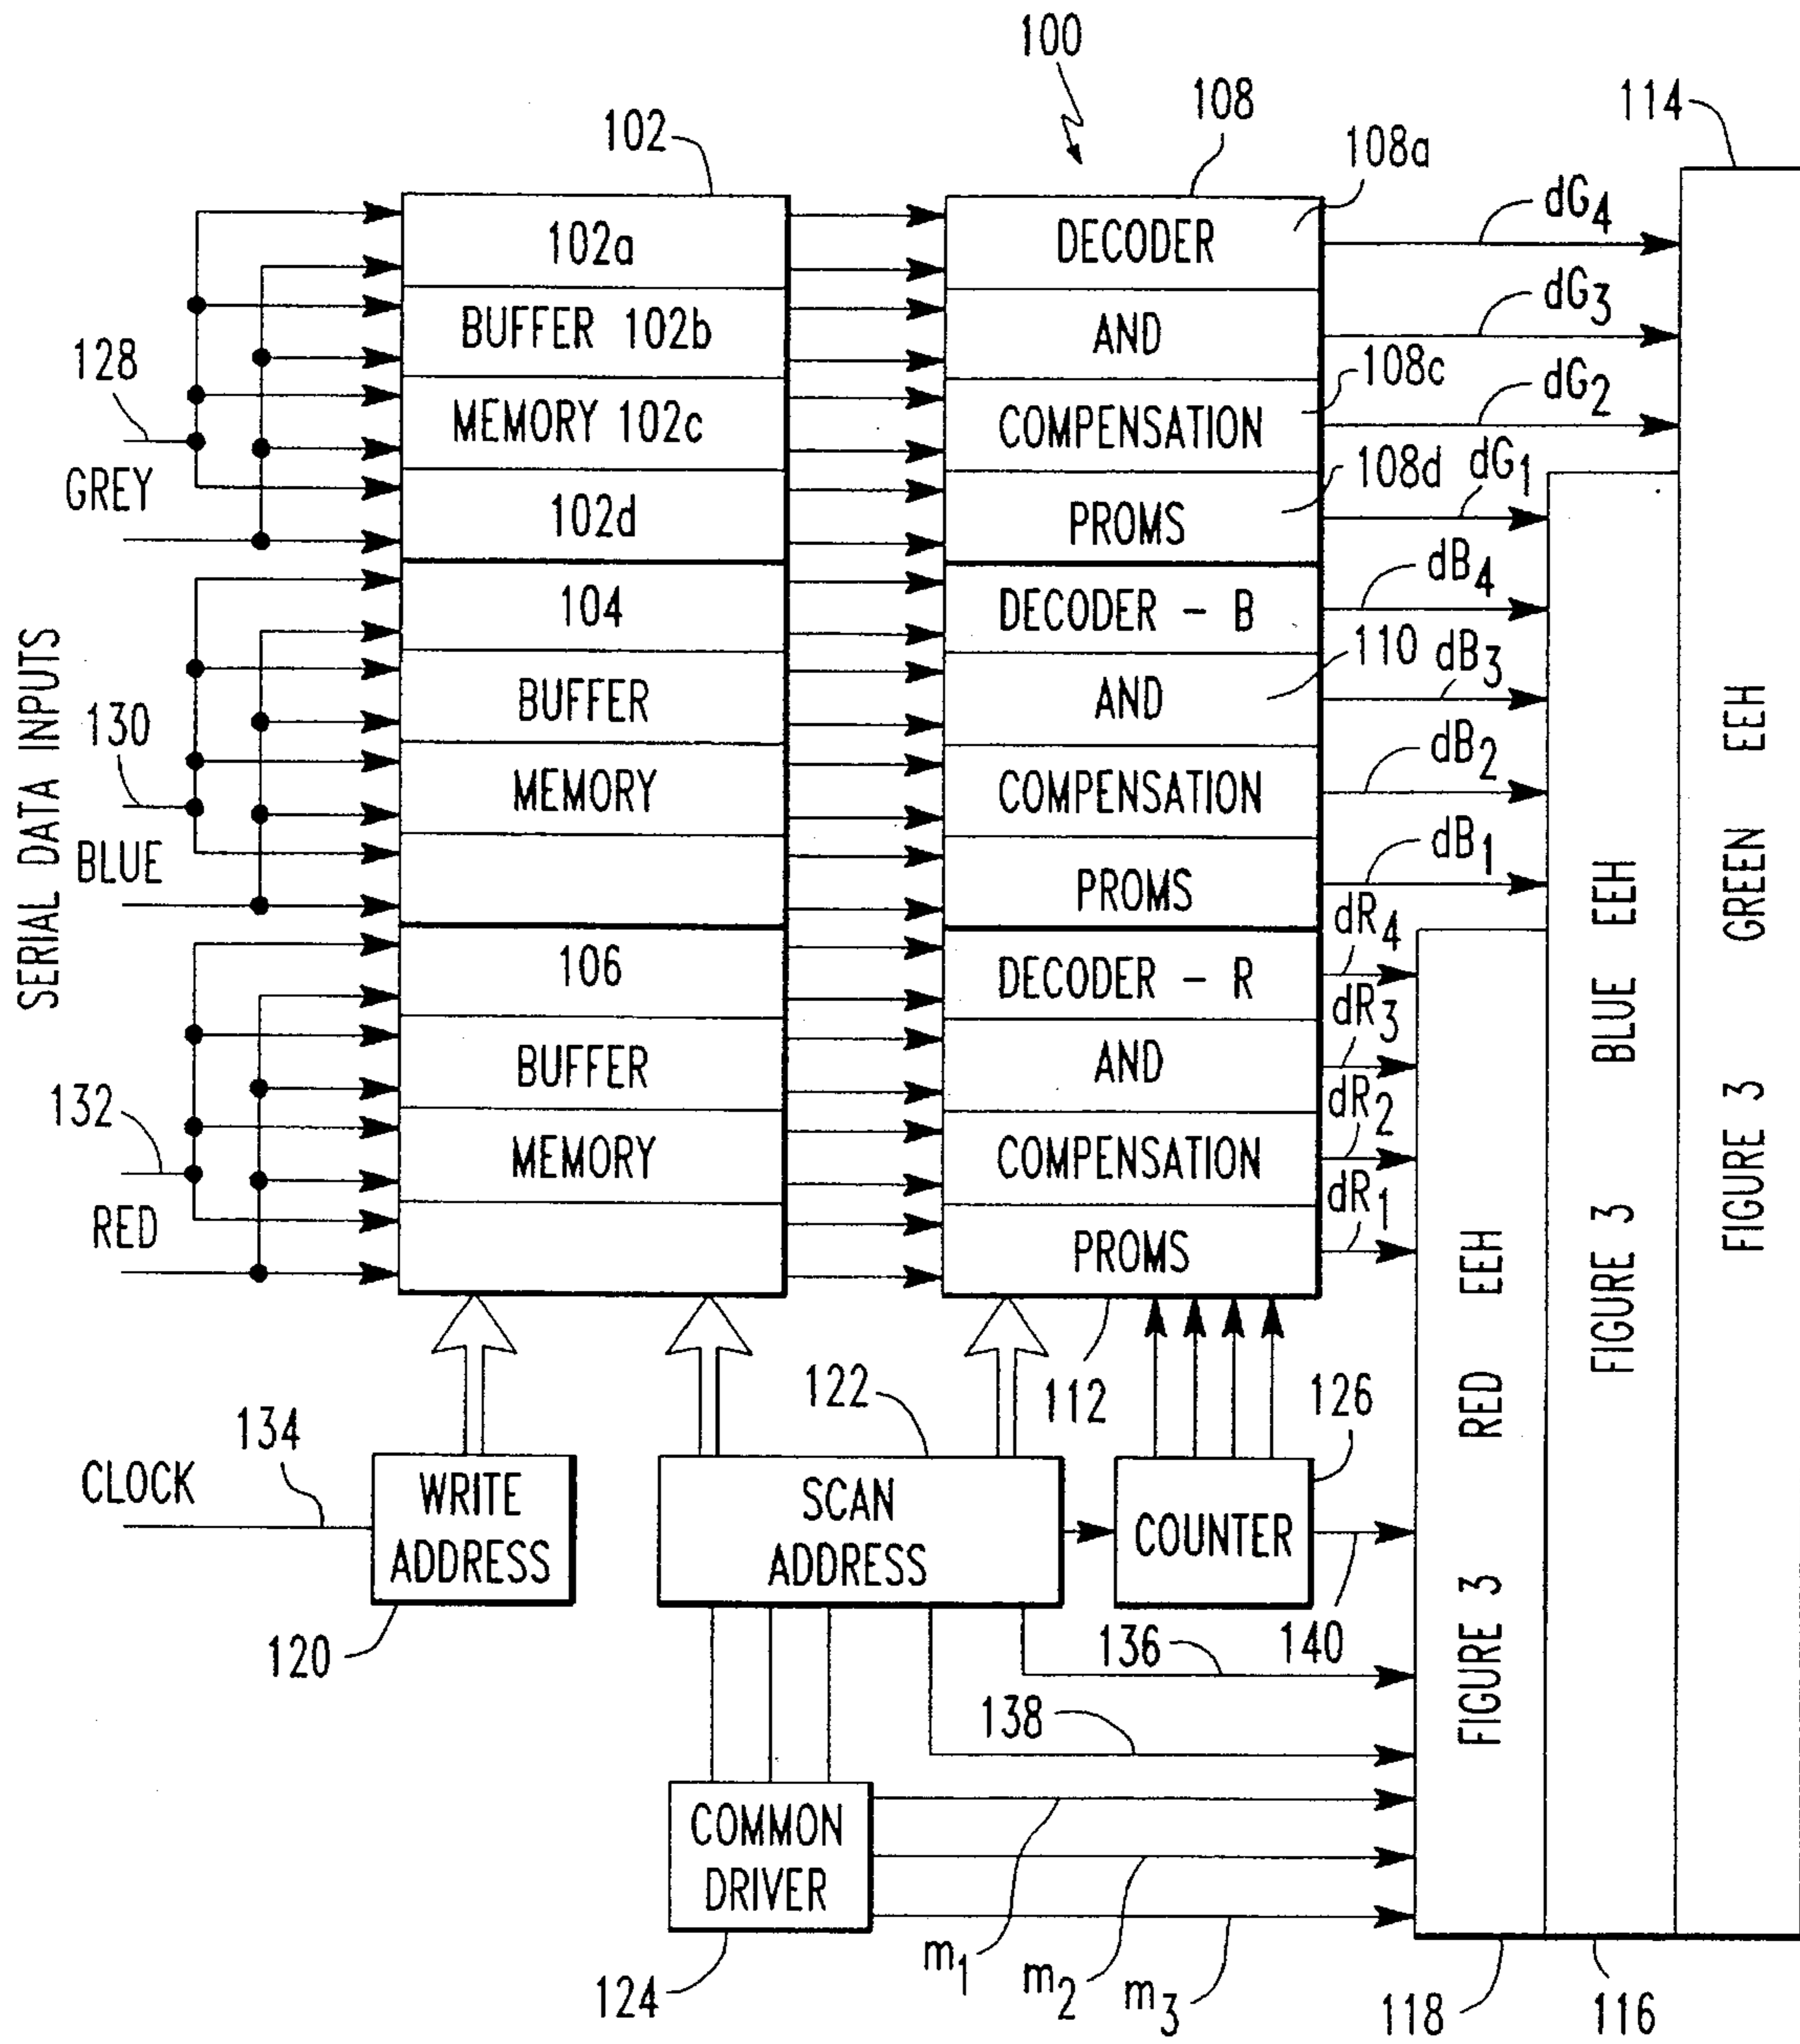 100
102
108
108a
114
102a
DECODER
dG4
BUFFER 102b
AND
dG3
128
MEMORY 102c
COMPENSATION
108c
dG2
GREY
102d
PROMS
108d
dG1
SERIAL DATA INPUTS
104
DECODER - B
dB4
130
BUFFER
AND
110
dB3
MEMORY
COMPENSATION
dB2
BLUE
PROMS
dB1
106
DECODER - R
dR4
132
BUFFER
AND
dR3
MEMORY
COMPENSATION
dR2
RED
PROMS
dR1
FIGURE 3 RED EEH
FIGURE 3 BLUE EEH
FIGURE 3 GREEN EEH
CLOCK
134
WRITE
ADDRESS
120
122
SCAN
ADDRESS
112
126
COUNTER
140
136
138
COMMON
DRIVER
124
m1
m2
m3
118
116